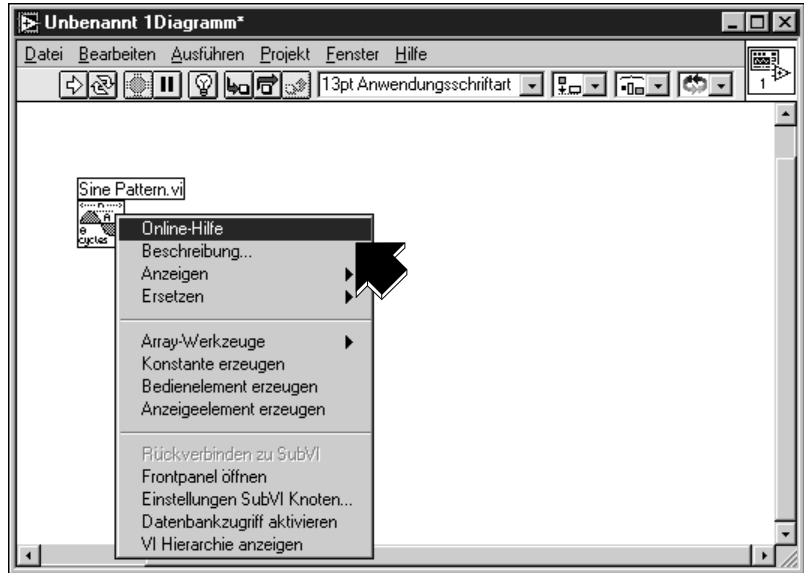 Unbenannt 1Diagramm*
Datei Bearbeiten Ausführen Projekt Fenster Hilfe
13pt Anwendungsschriftart
1
Sine Pattern.vi
n
A
θ
cycles
Online-Hilfe
Beschreibung...
Anzeigen
Ersetzen
Array-Werkzeuge
Konstante erzeugen
Bedienelement erzeugen
Anzeigeelement erzeugen
Rückverbinden zu SubVI
Frontpanel öffnen
Einstellungen SubVI Knoten...
Datenbankzugriff aktivieren
VI Hierarchie anzeigen